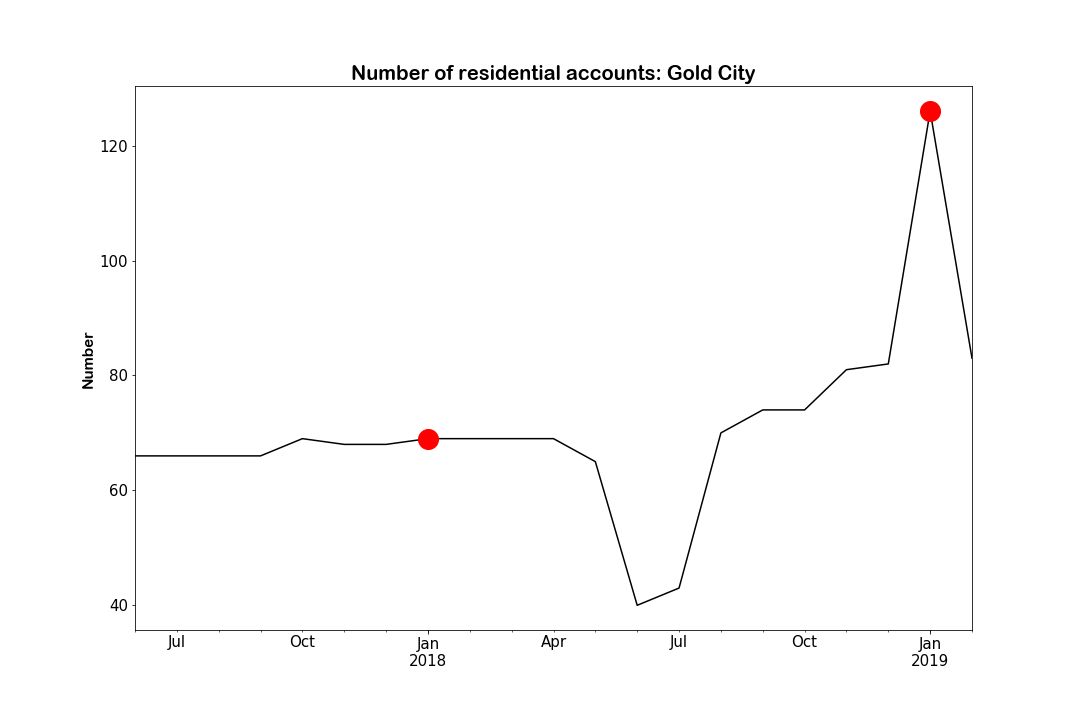 Number of residential accounts: Gold City
Number
120
100
80
60
40
Jul
Oct
Jan
2018
Apr
Jul
Oct
Jan
2019